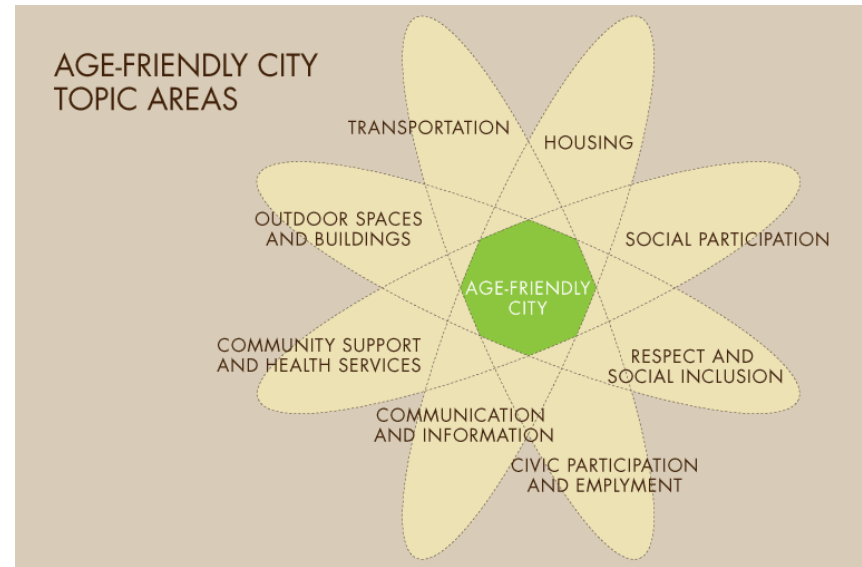 AGE-FRIENDLY CITY
TOPIC AREAS
TRANSPORTATION
HOUSING
OUTDOOR SPACES
AND BUILDINGS
SOCIAL PARTICIPATION
AGE-FRIENDLY
CITY
COMMUNITY SUPPORT
AND HEALTH SERVICES
RESPECT AND
SOCIAL INCLUSION
COMMUNICATION
AND INFORMATION
CIVIC PARTICIPATION
AND EMPLYMENT